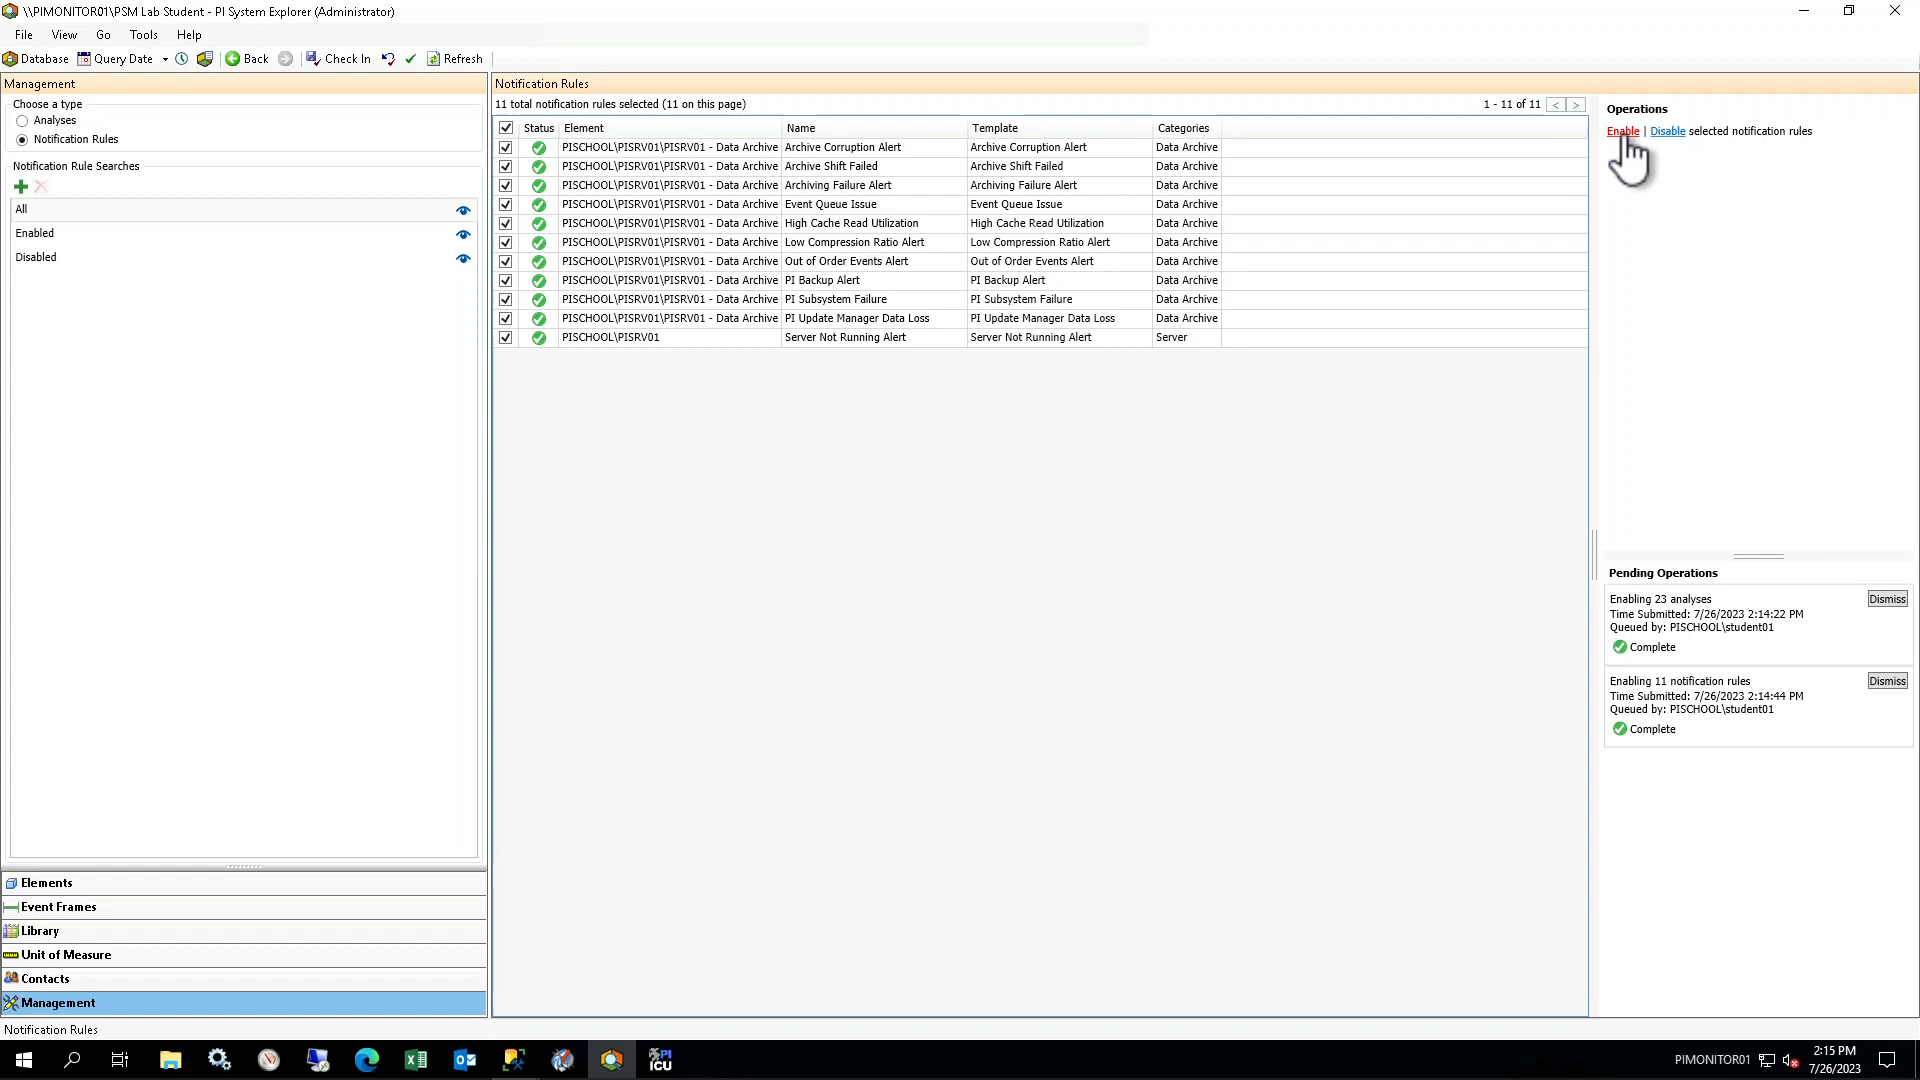 \\PIMONITOR01\PSM Lab Student - PI System Explorer (Administrator)
File View Go Tools Help
Database Query Date Back Check In Refresh
Management
Choose a type
Analyses
Notification Rules
Notification Rule Searches
All
Enabled
Disabled
Elements
Event Frames
Library
Unit of Measure
Contacts
Management
Notification Rules
Notification Rules
11 total notification rules selected (11 on this page) 1 - 11 of 11 < >
Status Element Name Template Categories
PISCHOOL\PISRV01\PISRV01 - Data Archive Archive Corruption Alert Archive Corruption Alert Data Archive
PISCHOOL\PISRV01\PISRV01 - Data Archive Archive Shift Failed Archive Shift Failed Data Archive
PISCHOOL\PISRV01\PISRV01 - Data Archive Archiving Failure Alert Archiving Failure Alert Data Archive
PISCHOOL\PISRV01\PISRV01 - Data Archive Event Queue Issue Event Queue Issue Data Archive
PISCHOOL\PISRV01\PISRV01 - Data Archive High Cache Read Utilization High Cache Read Utilization Data Archive
PISCHOOL\PISRV01\PISRV01 - Data Archive Low Compression Ratio Alert Low Compression Ratio Alert Data Archive
PISCHOOL\PISRV01\PISRV01 - Data Archive Out of Order Events Alert Out of Order Events Alert Data Archive
PISCHOOL\PISRV01\PISRV01 - Data Archive PI Backup Alert PI Backup Alert Data Archive
PISCHOOL\PISRV01\PISRV01 - Data Archive PI Subsystem Failure PI Subsystem Failure Data Archive
PISCHOOL\PISRV01\PISRV01 - Data Archive PI Update Manager Data Loss PI Update Manager Data Loss Data Archive
PISCHOOL\PISRV01 Server Not Running Alert Server Not Running Alert Server
Operations
Enable | Disable selected notification rules
Pending Operations
Enabling 23 analyses Dismiss
Time Submitted: 7/26/2023 2:14:22 PM
Queued by: PISCHOOL\student01
Complete
Enabling 11 notification rules Dismiss
Time Submitted: 7/26/2023 2:14:44 PM
Queued by: PISCHOOL\student01
Complete
PI
ICU
PIMONITOR01
2:15 PM
7/26/2023